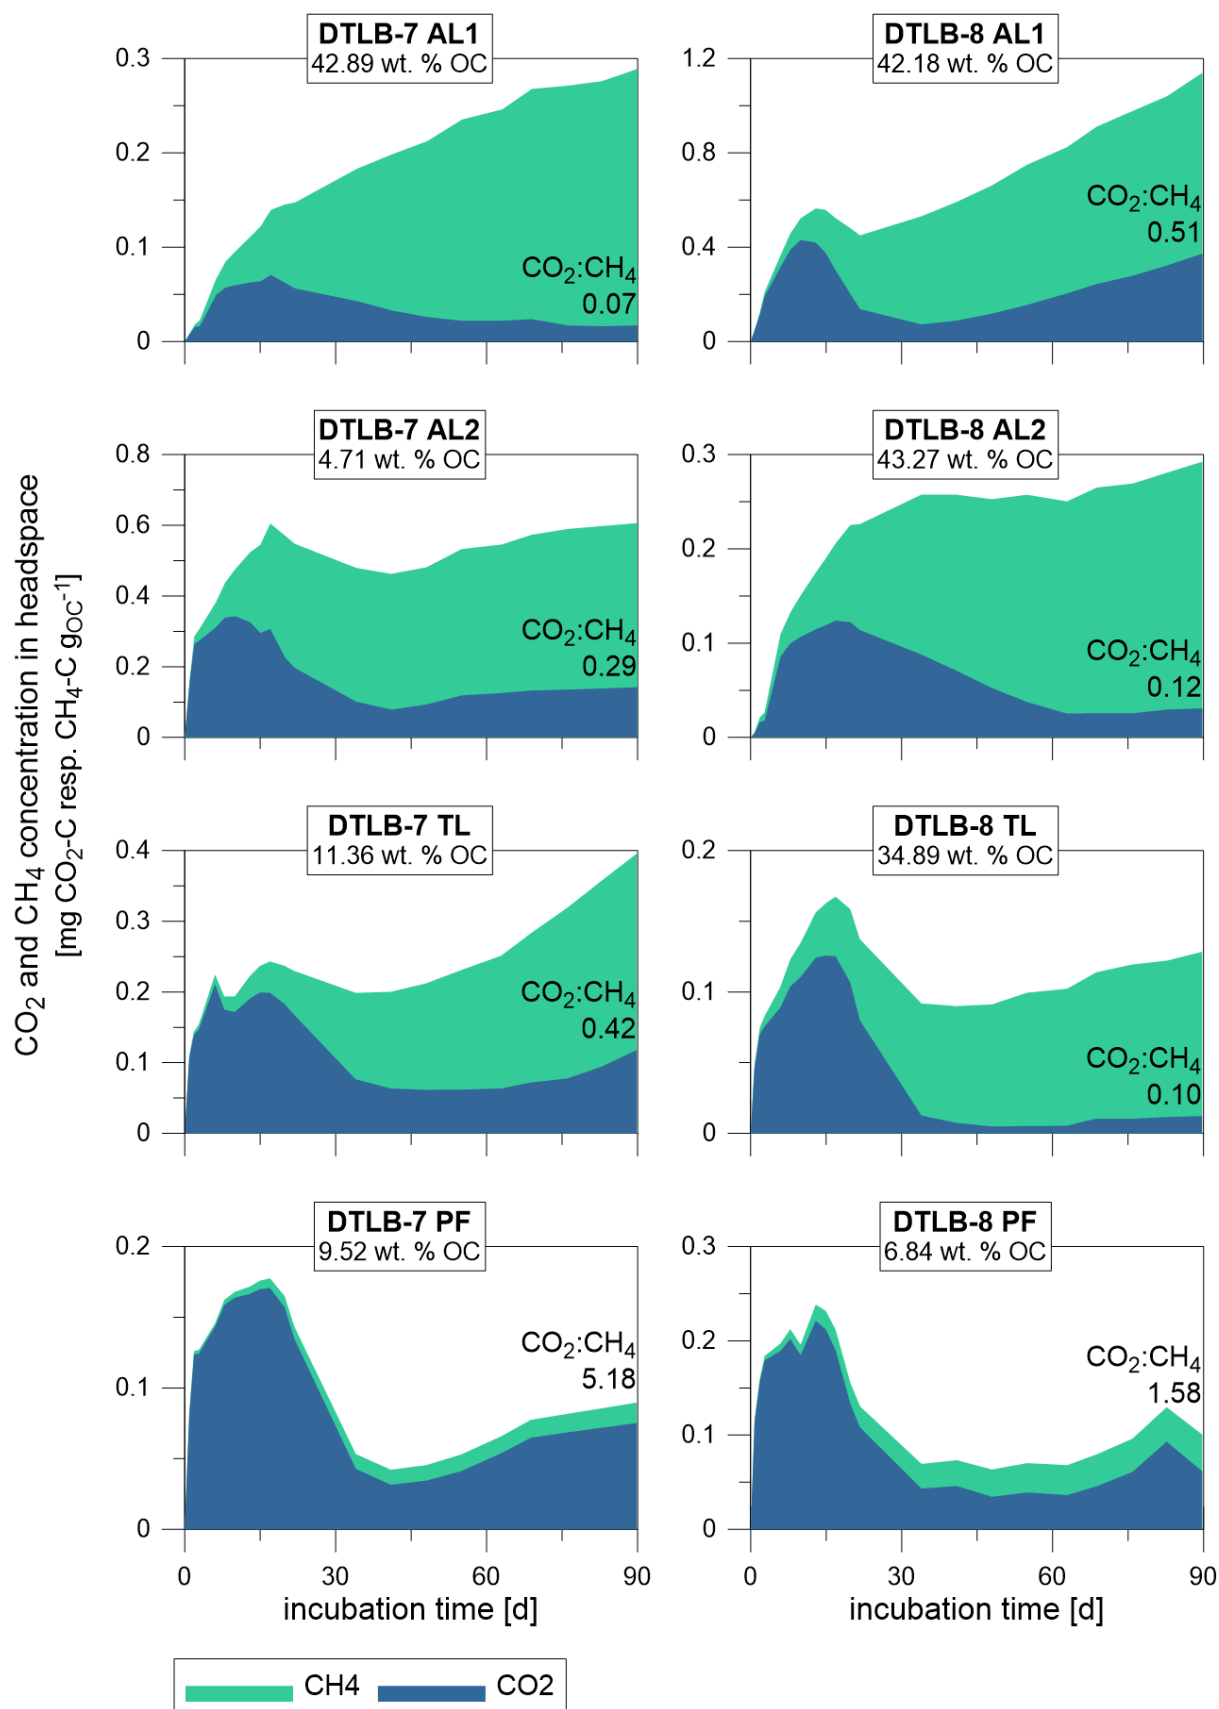 DTLB-7 AL1
42.89 wt. % OC
0.3
0.2
0.1
0
CO₂:CH₄
0.07
DTLB-8 AL1
42.18 wt. % OC
1.2
0.8
0.4
0
CO₂:CH₄
0.51
DTLB-7 AL2
4.71 wt. % OC
0.8
0.6
0.4
0.2
0
CO₂:CH₄
0.29
DTLB-8 AL2
43.27 wt. % OC
0.3
0.2
0.1
0
CO₂:CH₄
0.12
CO₂ and CH₄ concentration in headspace
[mg CO₂-C resp. CH₄-C gOC⁻¹]
DTLB-7 TL
11.36 wt. % OC
0.4
0.3
0.2
0.1
0
CO₂:CH₄
0.42
DTLB-8 TL
34.89 wt. % OC
0.2
0.1
0
CO₂:CH₄
0.10
DTLB-7 PF
9.52 wt. % OC
0.2
0.1
0
CO₂:CH₄
5.18
0 30 60 90
incubation time [d]
DTLB-8 PF
6.84 wt. % OC
0.3
0.2
0.1
0
CO₂:CH₄
1.58
0 30 60 90
incubation time [d]
CH4 CO2